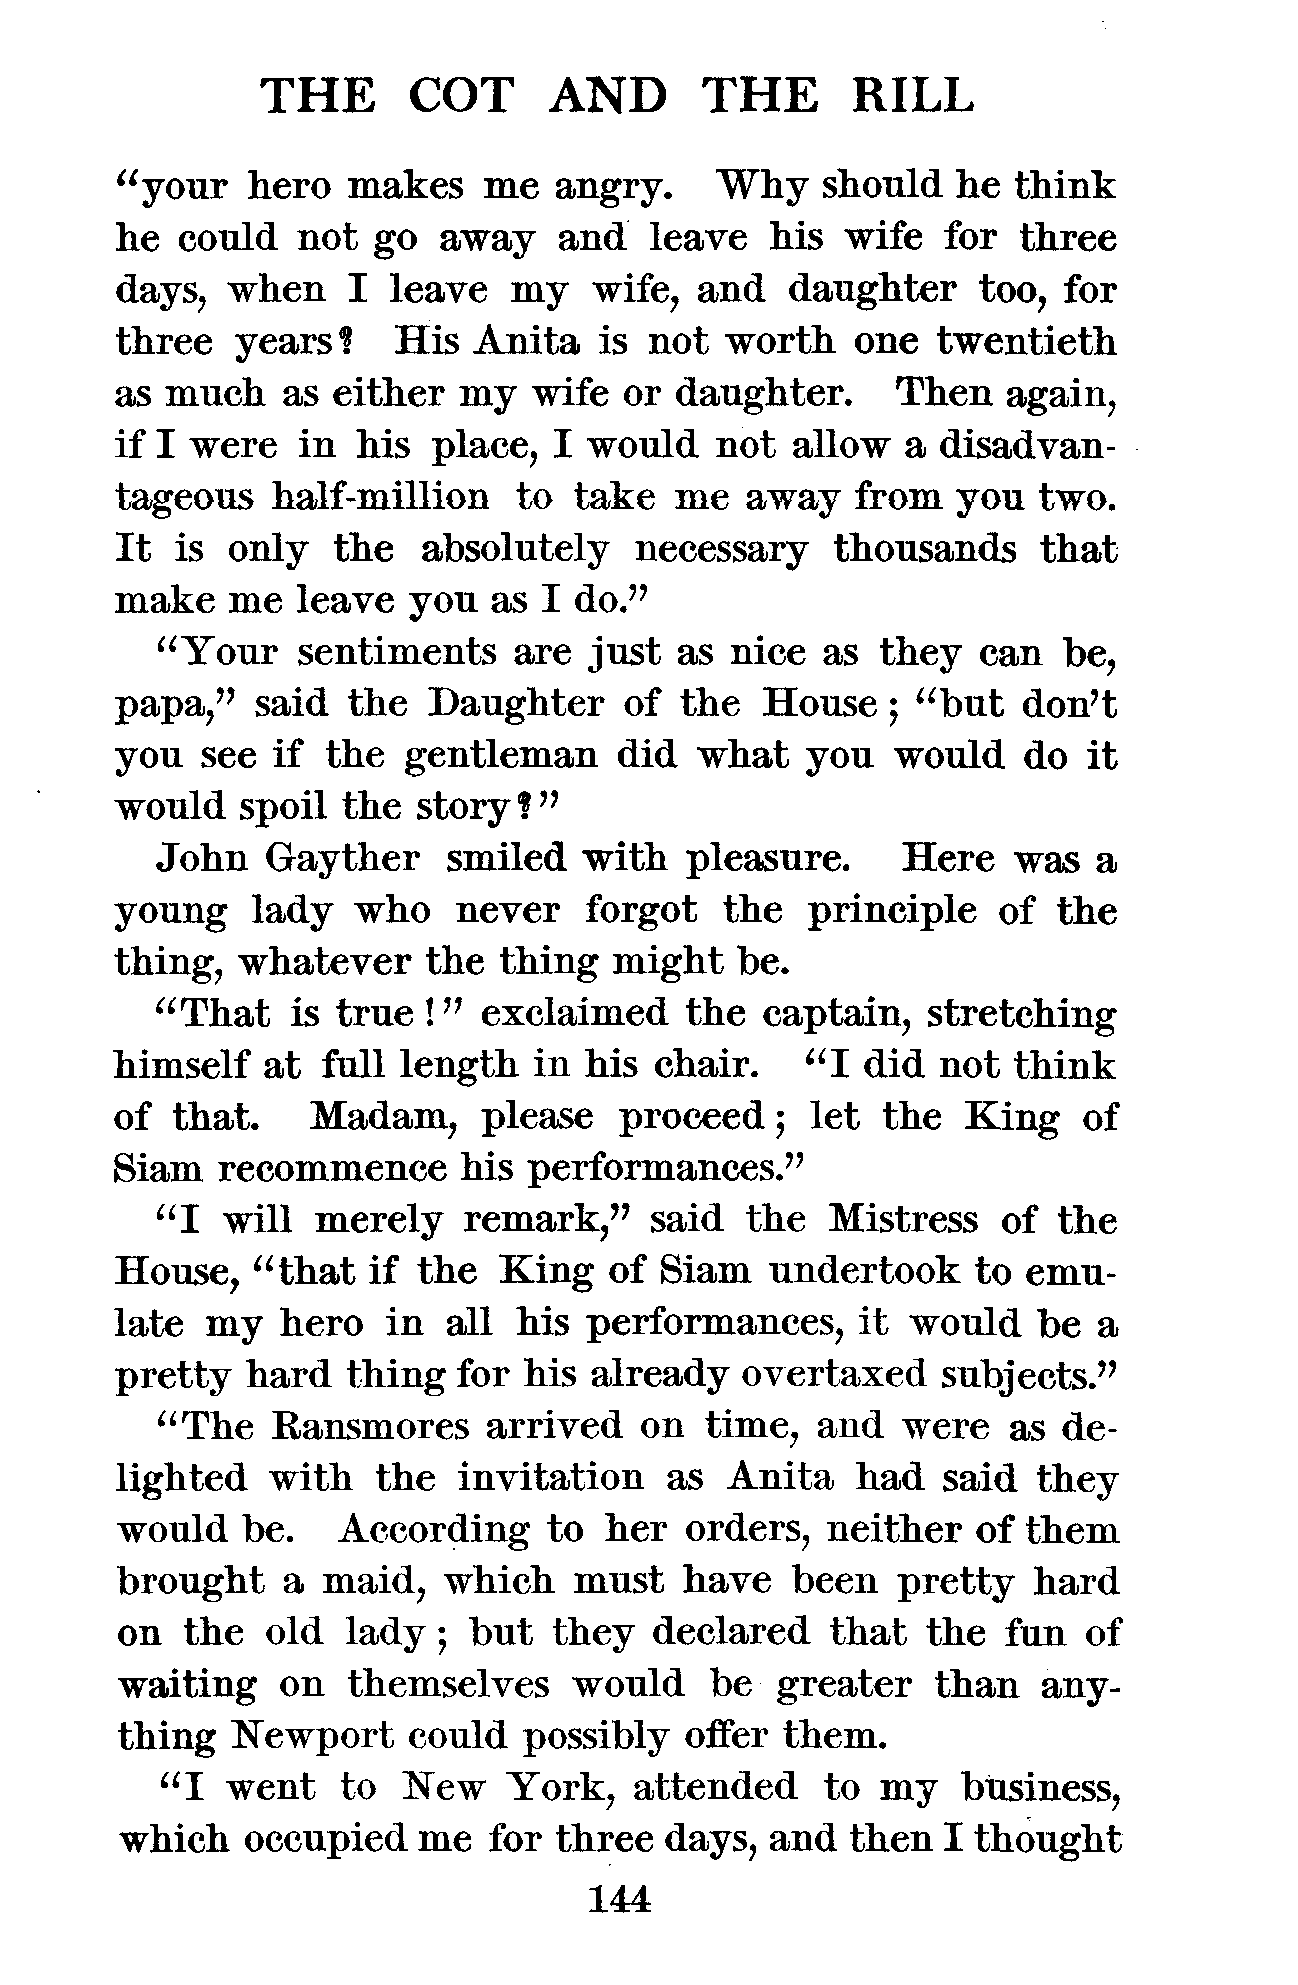 THE COT AND THE RILL
“your hero makes me angry. Why should he think
he could not go away and leave his wife for three
days, when I leave my wife, and daughter too, for
three years? His Anita is not worth one twentieth
as much as either my wife or daughter. Then again,
if I were in his place, I would not allow a disadvan-
tageous half-million to take me away from you two.
It is only the absolutely necessary thousands that
make me leave you as I do.”
“Your sentiments are just as nice as they can be,
papa,” said the Daughter of the House; “but don’t
you see if the gentleman did what you would do it
would spoil the story?”
John Gayther smiled with pleasure. Here was a
young lady who never forgot the principle of the
thing, whatever the thing might be.
“That is true!” exclaimed the captain, stretching
himself at full length in his chair. “I did not think
of that. Madam, please proceed; let the King of
Siam recommence his performances.”
“I will merely remark,” said the Mistress of the
House, “that if the King of Siam undertook to emu-
late my hero in all his performances, it would be a
pretty hard thing for his already overtaxed subjects.”
“The Ransmores arrived on time, and were as de-
lighted with the invitation as Anita had said they
would be. According to her orders, neither of them
brought a maid, which must have been pretty hard
on the old lady; but they declared that the fun of
waiting on themselves would be greater than any-
thing Newport could possibly offer them.
“I went to New York, attended to my business,
which occupied me for three days, and then I thought
144